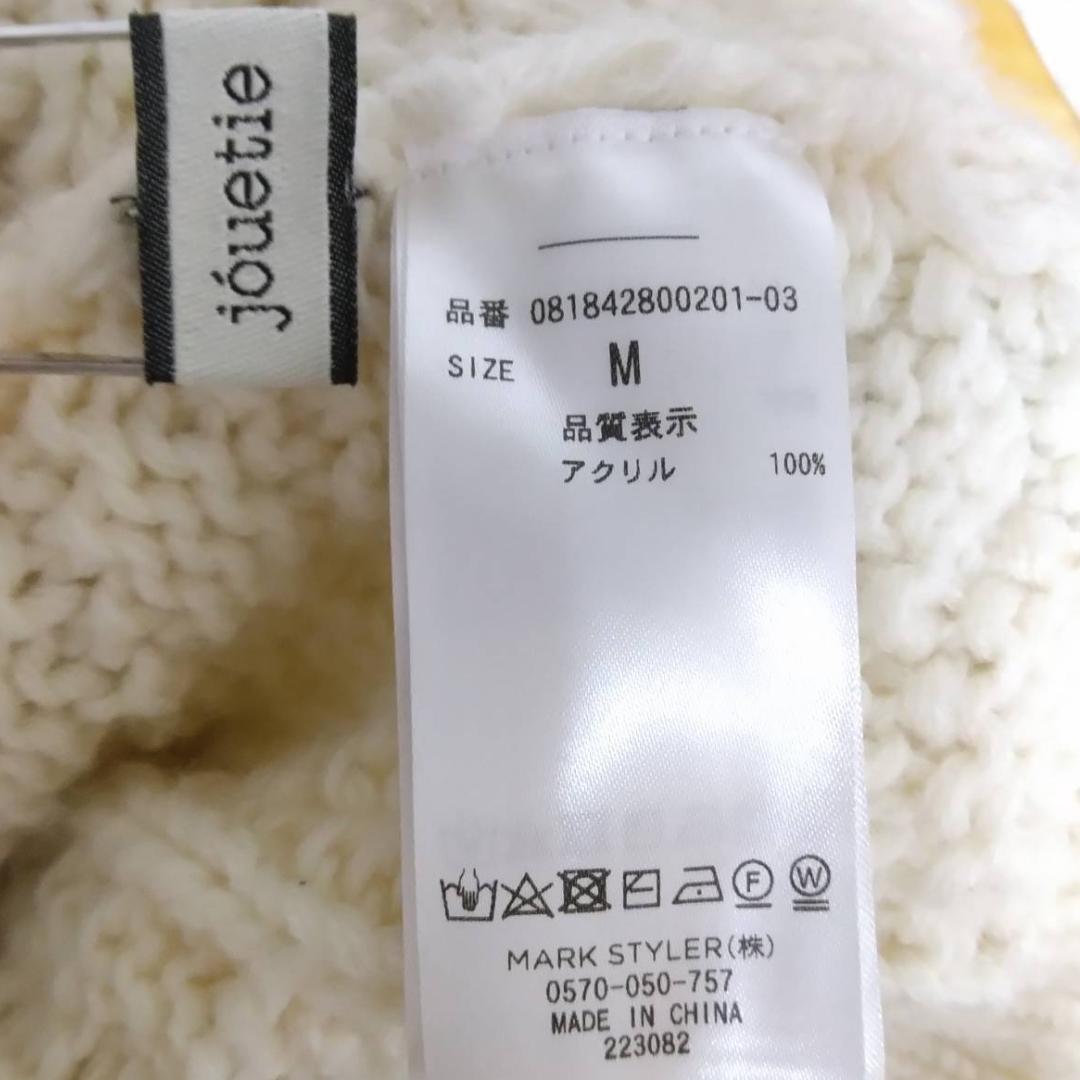 jouetie
品番 081842800201-03
SIZE M
品質表示
アクリル 100%
F W
MARK STYLER(株)
0570-050-757
MADE IN CHINA
223082